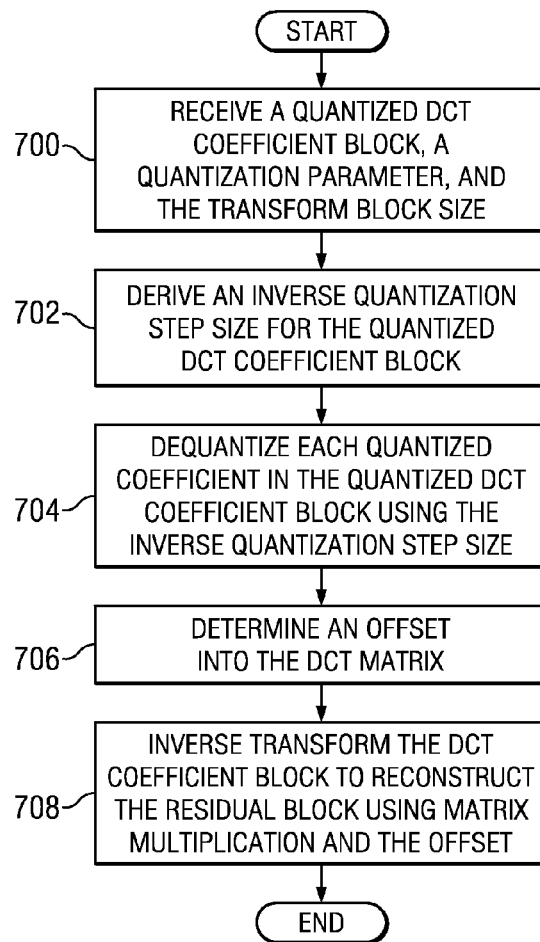 START
700
RECEIVE A QUANTIZED DCT
COEFFICIENT BLOCK, A
QUANTIZATION PARAMETER, AND
THE TRANSFORM BLOCK SIZE
702
DERIVE AN INVERSE QUANTIZATION
STEP SIZE FOR THE QUANTIZED
DCT COEFFICIENT BLOCK
704
DEQUANTIZE EACH QUANTIZED
COEFFICIENT IN THE QUANTIZED DCT
COEFFICIENT BLOCK USING THE
INVERSE QUANTIZATION STEP SIZE
706
DETERMINE AN OFFSET
INTO THE DCT MATRIX
708
INVERSE TRANSFORM THE DCT
COEFFICIENT BLOCK TO RECONSTRUCT
THE RESIDUAL BLOCK USING MATRIX
MULTIPLICATION AND THE OFFSET
END